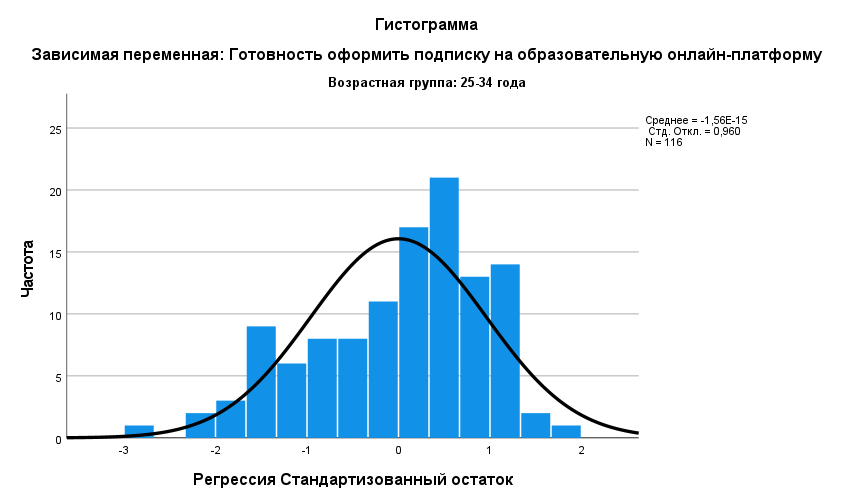 Гистограмма
Зависимая переменная: Готовность оформить подписку на образовательную онлайн-платформу
Возрастная группа: 25-34 года
Среднее = -1,56E-15
Стд. Откл. = 0,960
N = 116
25
20
15
10
5
0
Частота
-3 -2 -1 0 1 2
Регрессия Стандартизованный остаток